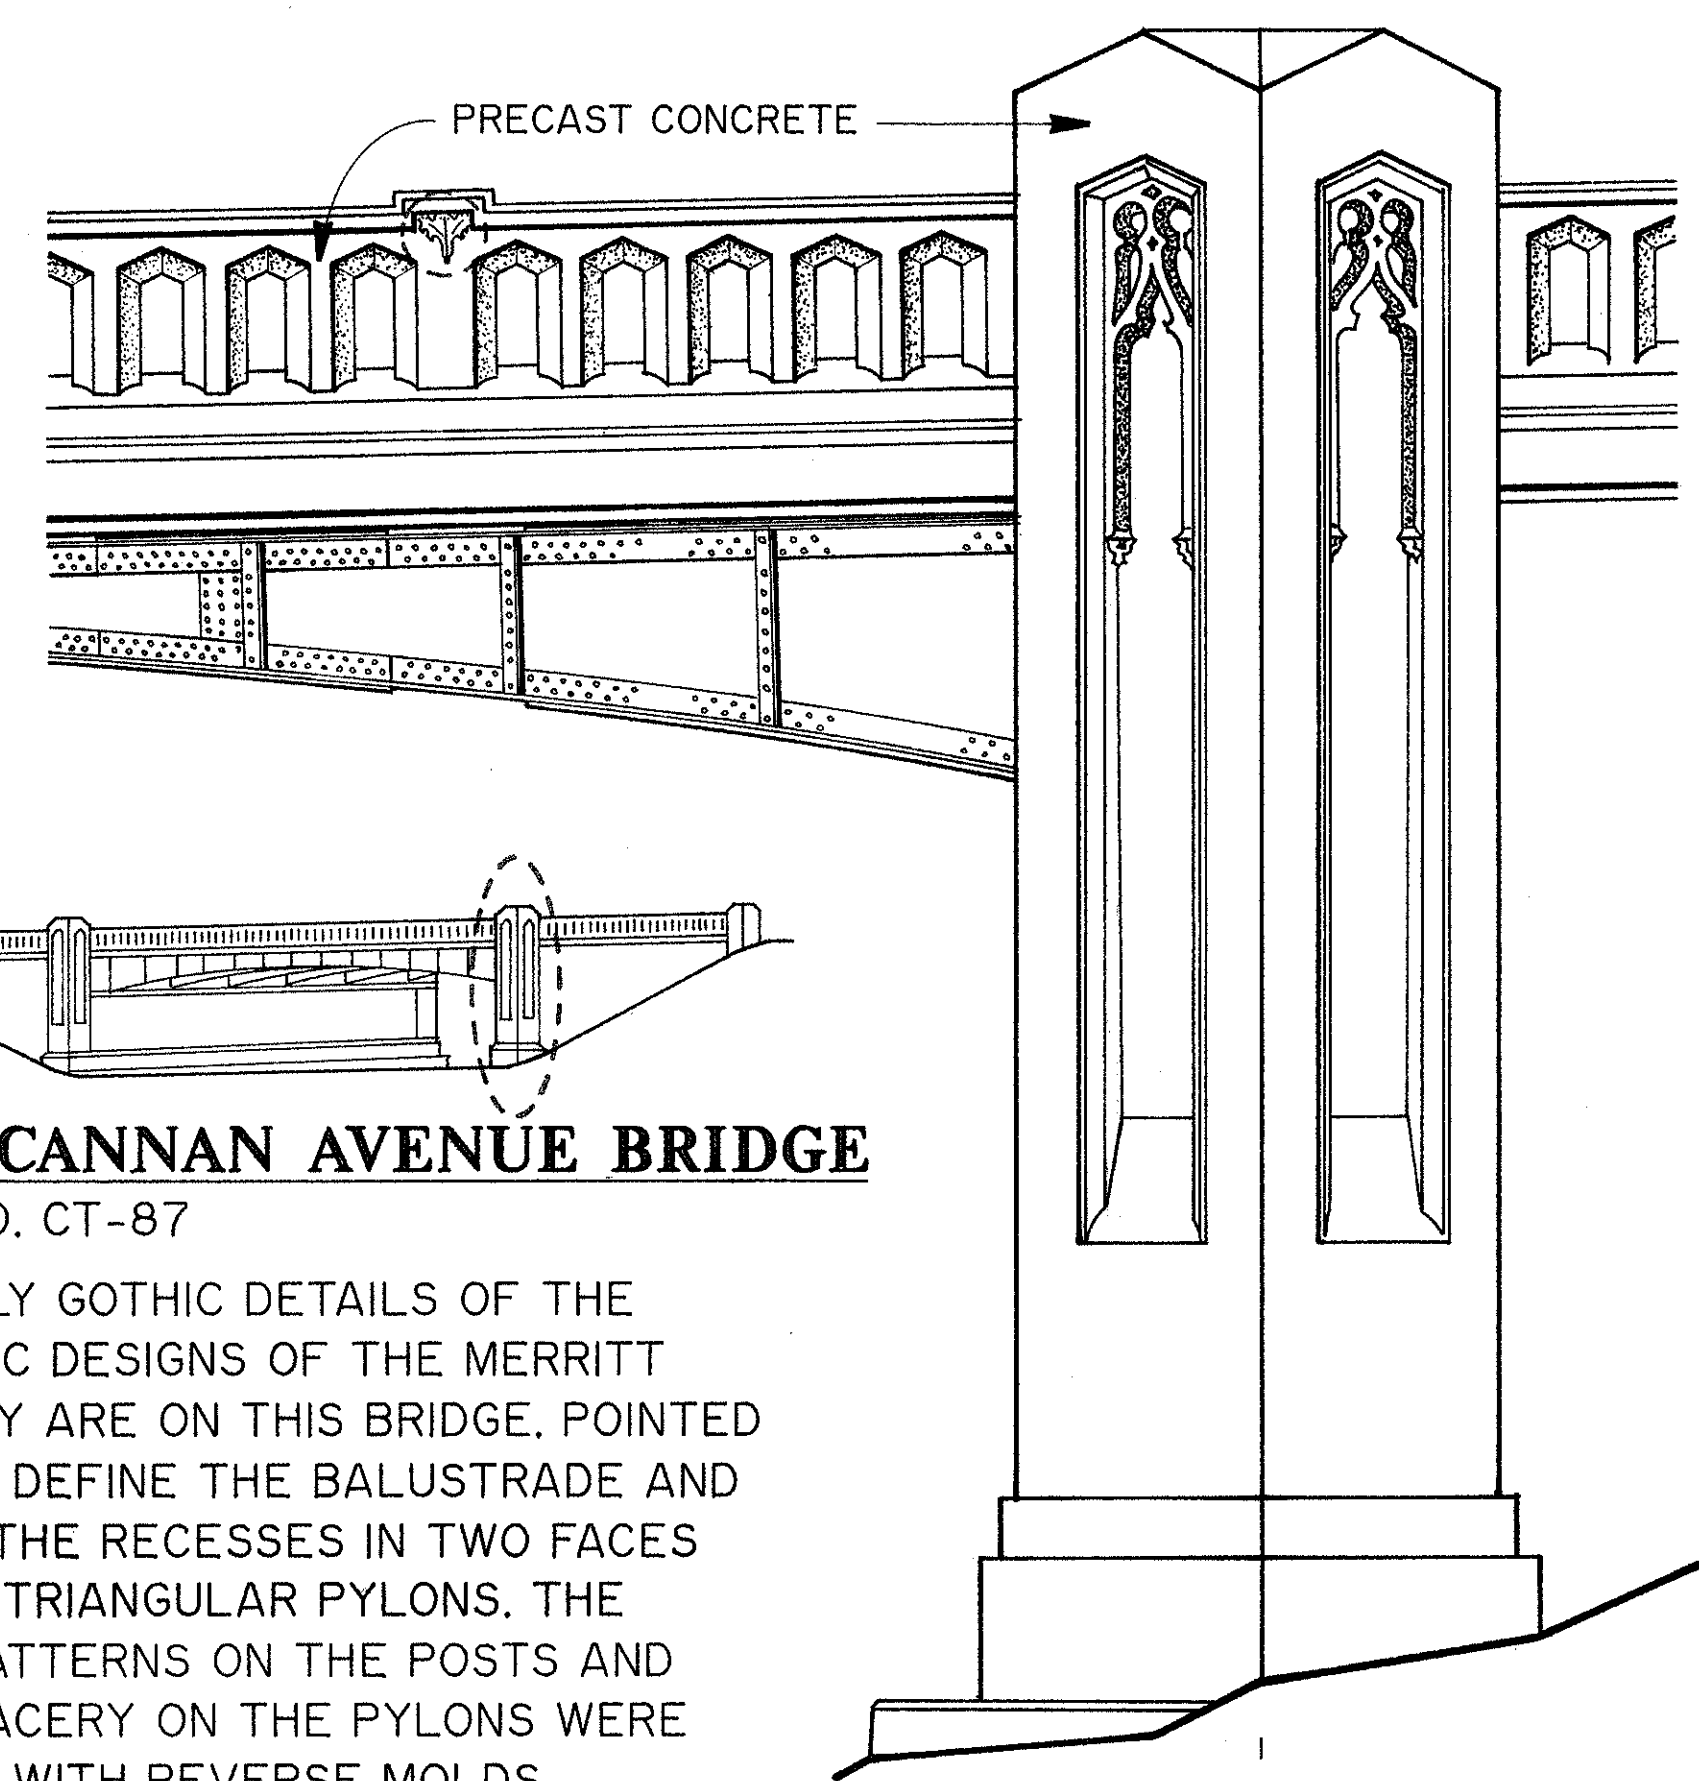 PRECAST CONCRETE
CANNAN AVENUE BRIDGE
. CT-87
LY GOTHIC DETAILS OF THE
C DESIGNS OF THE MERRITT
Y ARE ON THIS BRIDGE. POINTED
DEFINE THE BALUSTRADE AND
THE RECESSES IN TWO FACES
TRIANGULAR PYLONS. THE
ATTERNS ON THE POSTS AND
ACERY ON THE PYLONS WERE
WITH REVERSE MOLDS